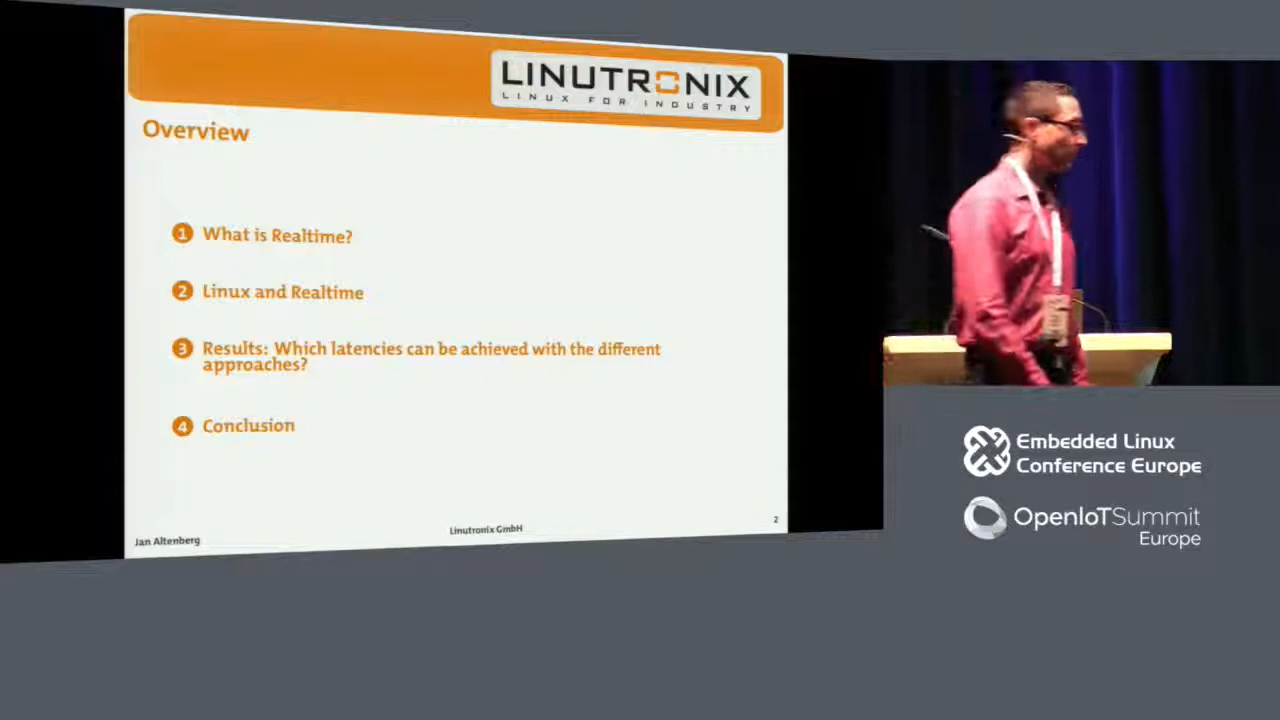 LINUTRONIX
LINUX FOR INDUSTRY
Overview
1 What is Realtime?
2 Linux and Realtime
3 Results: Which latencies can be achieved with the different
approaches?
4 Conclusion
Jan Altenberg
Linutronix GmbH
2
Embedded Linux
Conference Europe
OpenIoTSummit
Europe